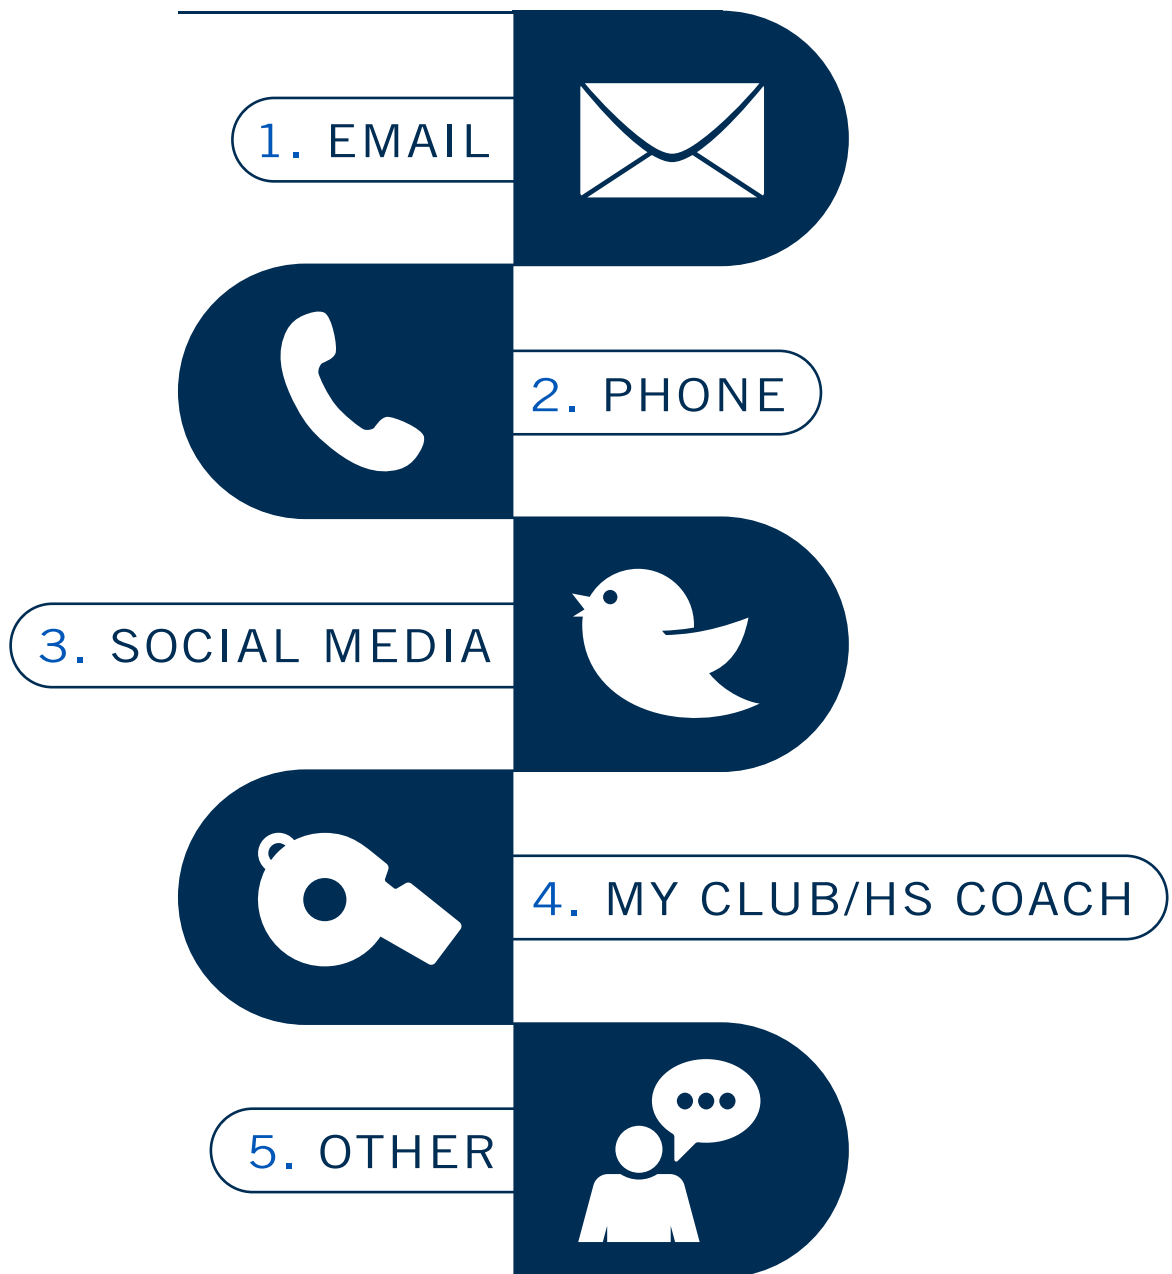 1. EMAIL
2. PHONE
3. SOCIAL MEDIA
4. MY CLUB/HS COACH
5. OTHER